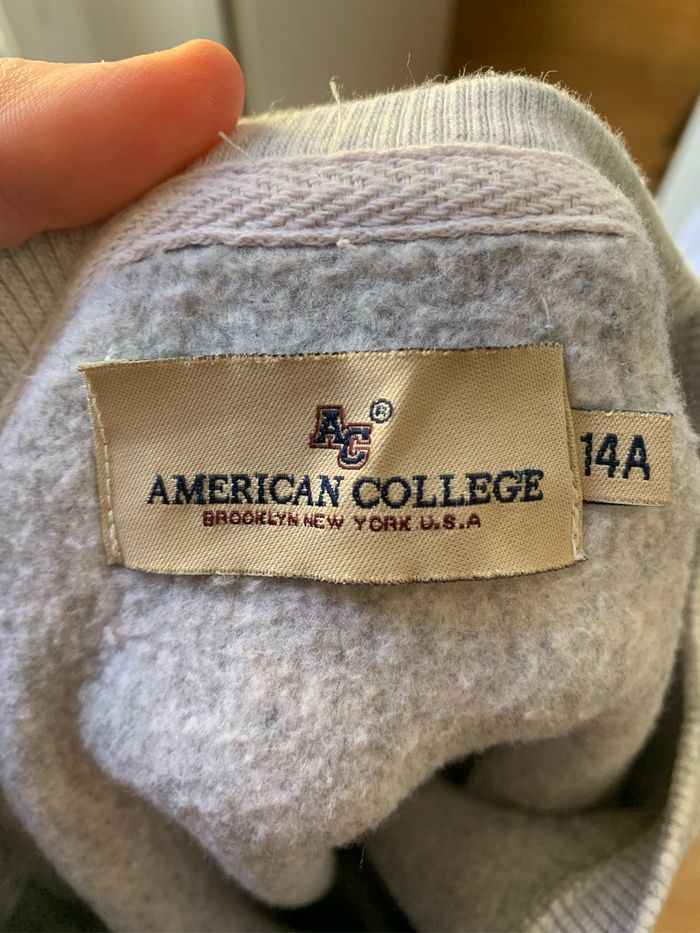 AC®
AMERICAN COLLEGE
BROOKLYN NEW YORK U.S.A
14A